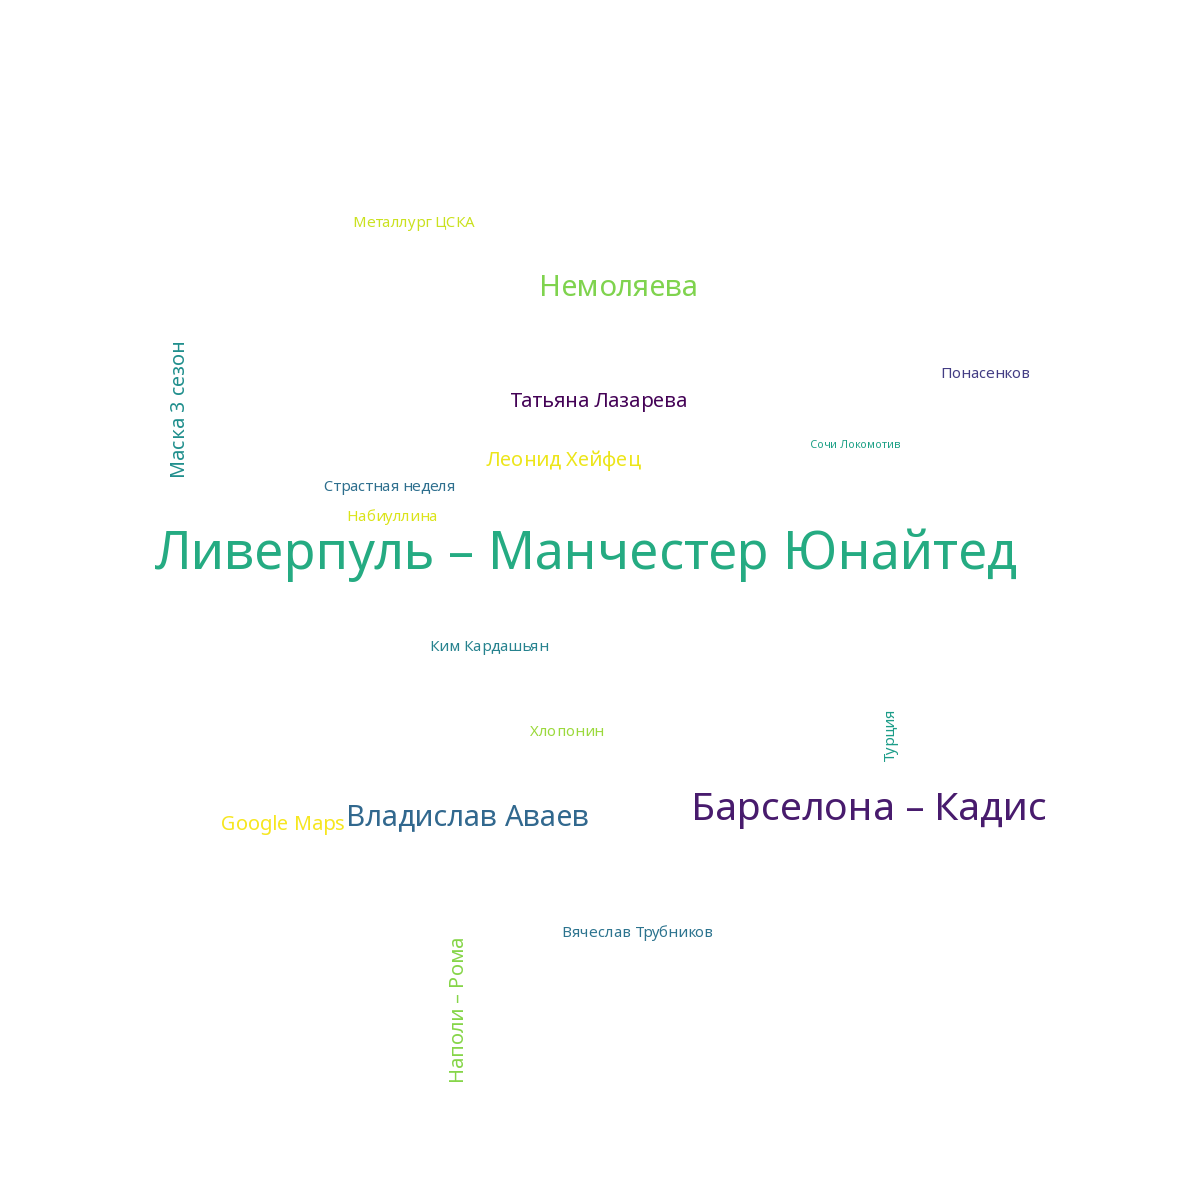 Металлург ЦСКА
Немоляева
Маска 3 сезон
Понасенков
Татьяна Лазарева
Сочи Локомотив
Леонид Хейфец
Страстная неделя
Набиуллина
Ливерпуль – Манчестер Юнайтед
Ким Кардашьян
Хлопонин
Турция
Барселона – Кадис
Владислав Аваев
Google Maps
Вячеслав Трубников
Наполи – Рома